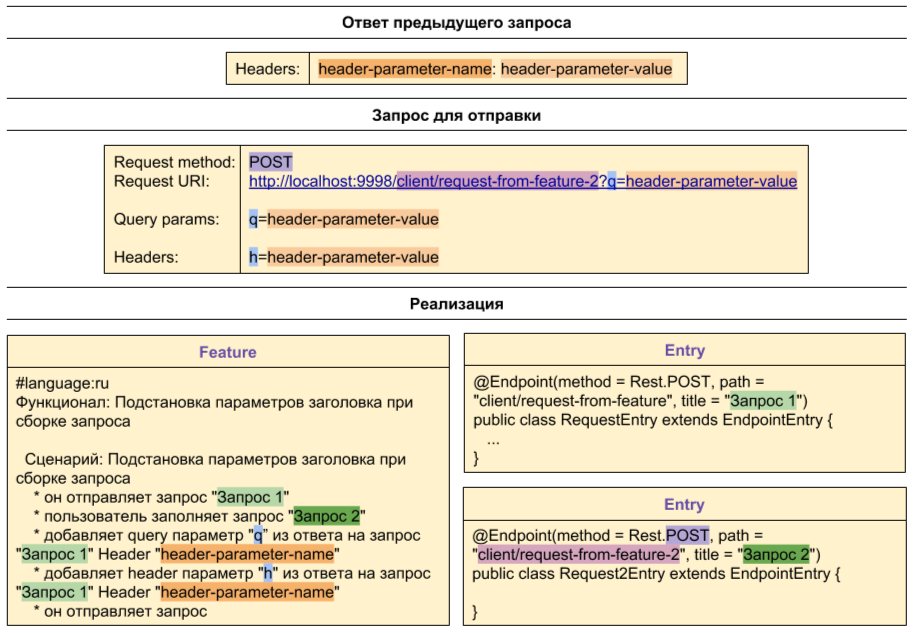 Ответ предыдущего запроса
Headers: header-parameter-name: header-parameter-value
Запрос для отправки
Request method: POST
Request URI: http://localhost:9998/client/request-from-feature-2?q=header-parameter-value
Query params: q=header-parameter-value
Headers: h=header-parameter-value
Реализация
Feature
#language:ru
Функционал: Подстановка параметров заголовка при
сборке запроса
Сценарий: Подстановка параметров заголовка при
сборке запроса
* он отправляет запрос "Запрос 1"
* пользователь заполняет запрос "Запрос 2"
* добавляет query параметр "q" из ответа на запрос
"Запрос 1" Header "header-parameter-name"
* добавляет header параметр "h" из ответа на запрос
"Запрос 1" Header "header-parameter-name"
* он отправляет запрос
Entry
@Endpoint(method = Rest.POST, path =
"client/request-from-feature", title = "Запрос 1")
public class RequestEntry extends EndpointEntry {
...
}
Entry
@Endpoint(method = Rest.POST, path =
"client/request-from-feature-2", title = "Запрос 2")
public class Request2Entry extends EndpointEntry {
}